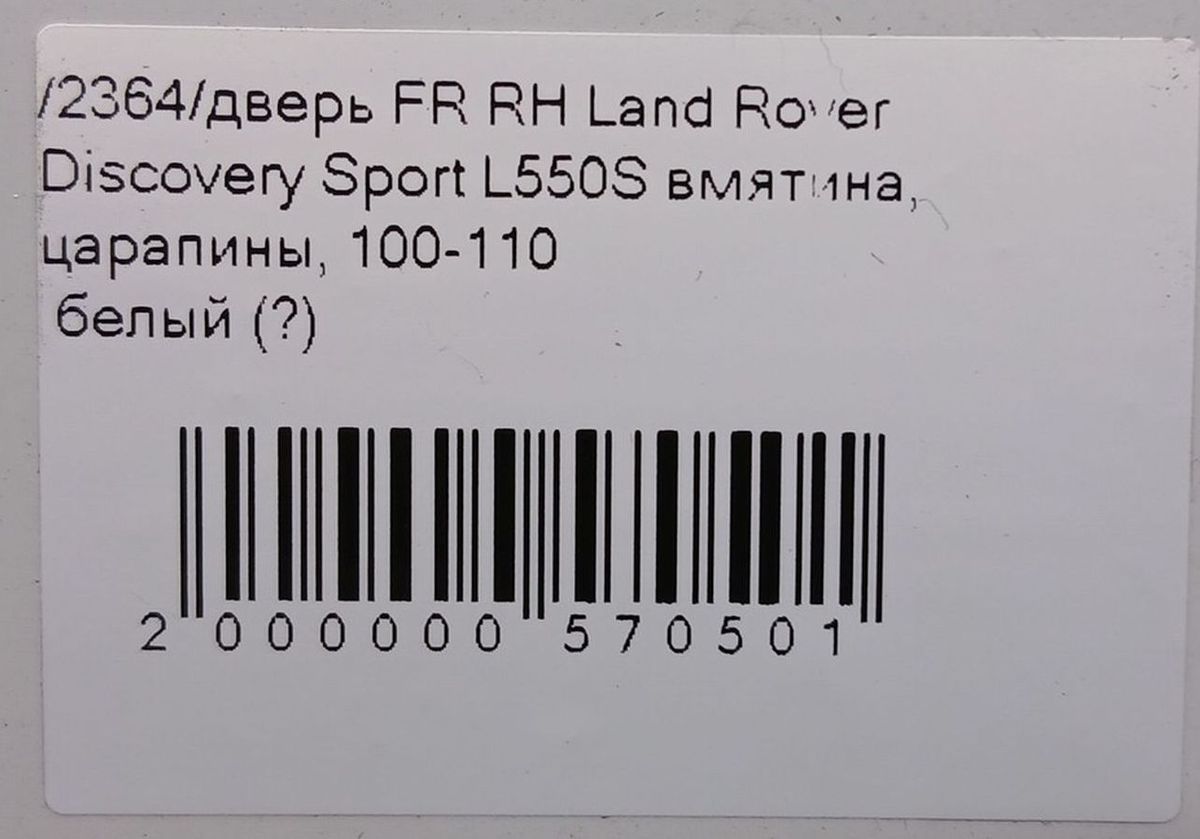 /2364/дверь FR RH Land Rover
Discovery Sport L550S вмятина,
царапины, 100-110
белый (?)
2 000000 570501